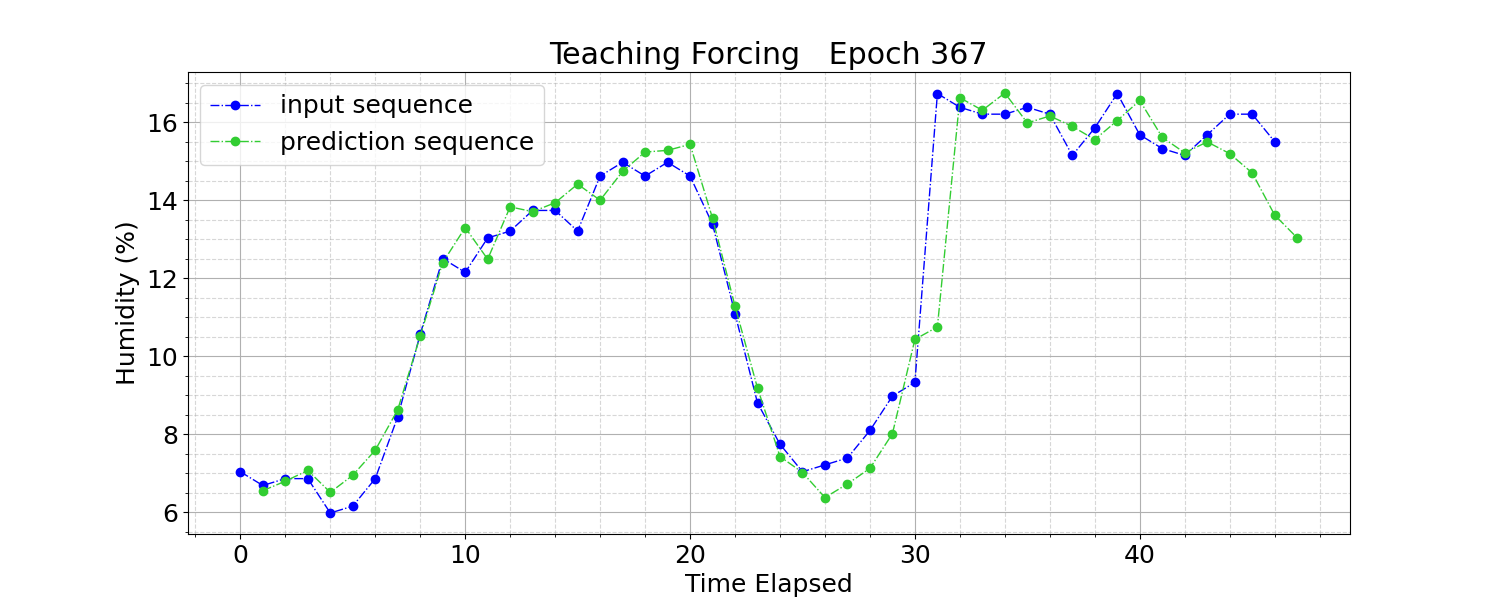 Teaching Forcing   Epoch 367
input sequence
prediction sequence
Humidity (%)
16
14
12
10
8
6
0 10 20 30 40
Time Elapsed